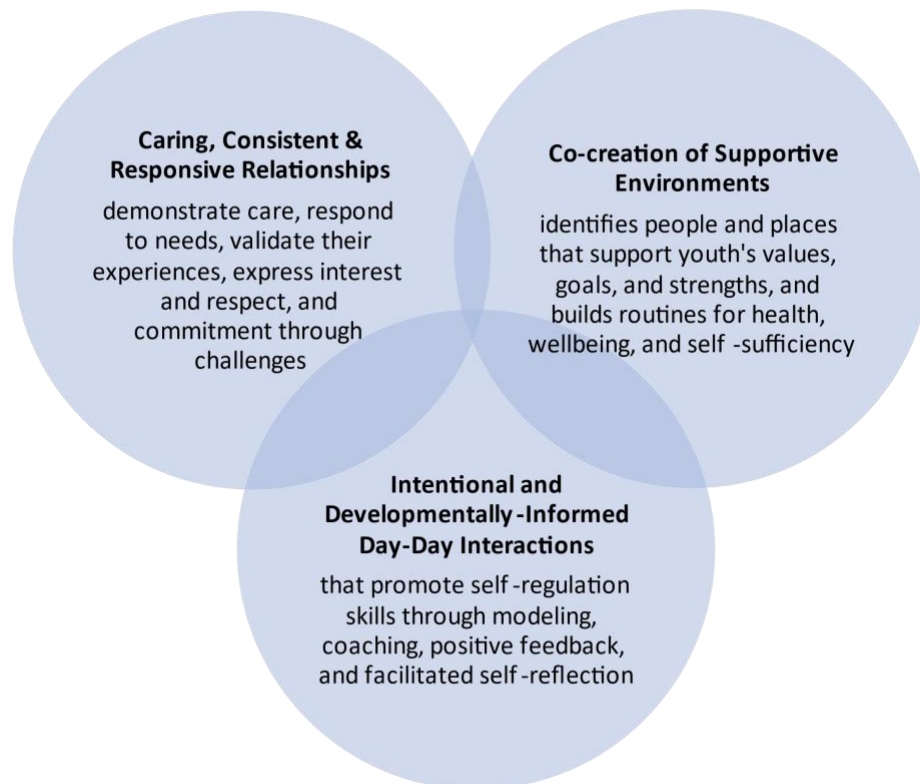 Caring, Consistent &
Responsive Relationships
demonstrate care, respond
to needs, validate their
experiences, express interest
and respect, and
commitment through
challenges
Co-creation of Supportive
Environments
identifies people and places
that support youth's values,
goals, and strengths, and
builds routines for health,
wellbeing, and self -sufficiency
Intentional and
Developmentally -Informed
Day-Day Interactions
that promote self -regulation
skills through modeling,
coaching, positive feedback,
and facilitated self -reflection